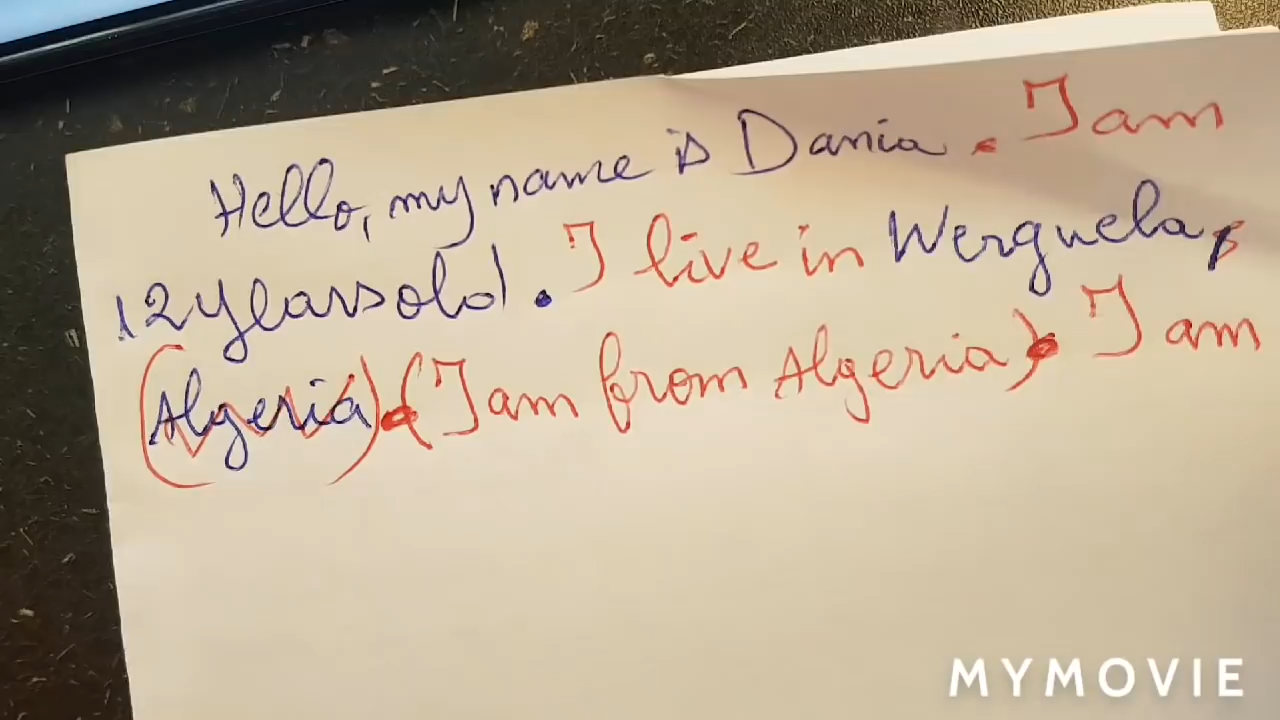 Hello, my name is Dania. I am
12 years old. I live in Werguela,
(Algeria). (I am from Algeria). I am
MYMOVIE